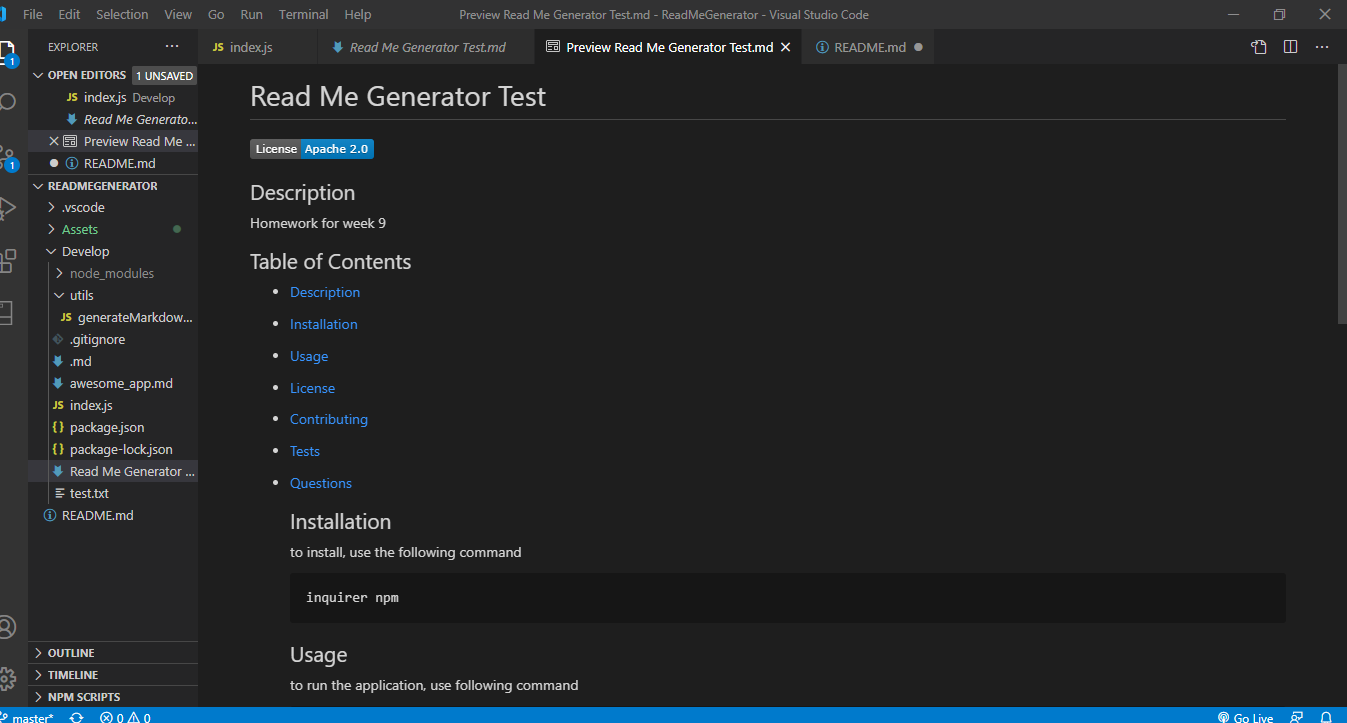 File Edit Selection View Go Run Terminal Help Preview Read Me Generator Test.md - ReadMeGenerator - Visual Studio Code
EXPLORER ··· JS index.js Read Me Generator Test.md Preview Read Me Generator Test.md README.md ···
OPEN EDITORS 1 UNSAVED
JS index.js Develop
Read Me Generato...
Preview Read Me ...
README.md
READMEGENERATOR
.vscode
Assets
Develop
node_modules
utils
JS generateMarkdow...
.gitignore
.md
awesome_app.md
JS index.js
{} package.json
{} package-lock.json
Read Me Generator ...
test.txt
README.md
OUTLINE
TIMELINE
NPM SCRIPTS
1
1
Read Me Generator Test
License Apache 2.0
Description
Homework for week 9
Table of Contents
• Description
• Installation
• Usage
• License
• Contributing
• Tests
• Questions
Installation
to install, use the following command
inquirer npm
Usage
to run the application, use following command
master* 0 0 Go Live